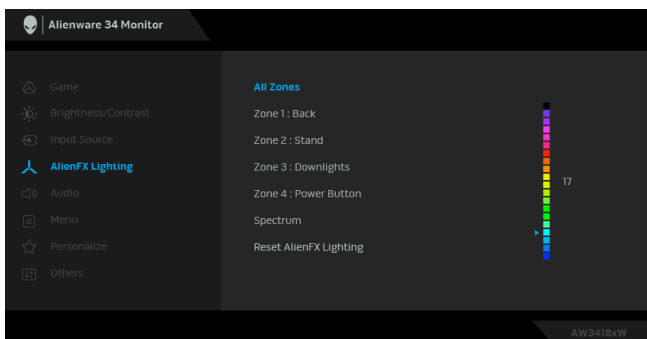 Alienware 34 Monitor
Game
All Zones
Brightness/Contrast
Zone 1 : Back
Input Source
Zone 2 : Stand
AlienFX Lighting
Zone 3 : Downlights
17
Audio
Zone 4 : Power Button
Menu
Spectrum
Personalize
Reset AlienFX Lighting
Others
AW3418xW